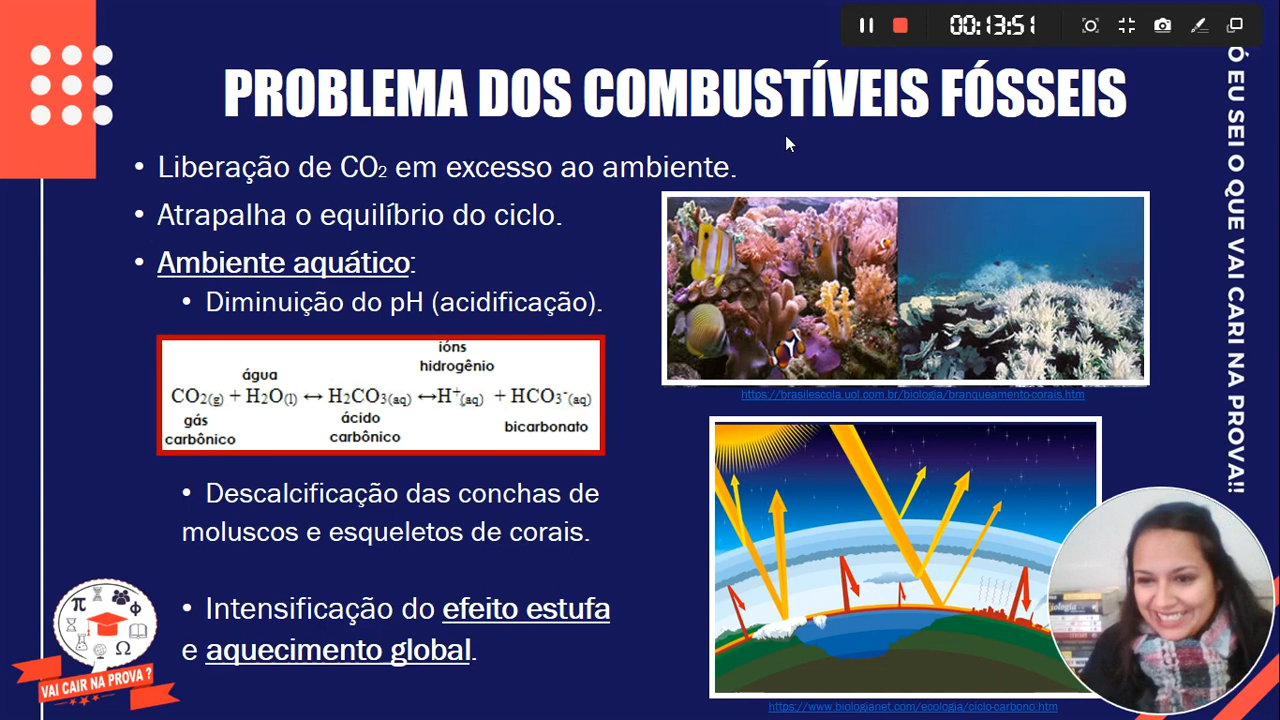 00:13:51
PROBLEMA DOS COMBUSTÍVEIS FÓSSEIS
• Liberação de CO₂ em excesso ao ambiente.
• Atrapalha o equilíbrio do ciclo.
• Ambiente aquático:
• Diminuição do pH (acidificação).
íons
hidrogênio
água
CO₂(g) + H₂O(l) ↔ H₂CO₃(aq) ↔H⁺(aq) + HCO₃⁻(aq)
gás
carbônico
ácido
carbônico
bicarbonato
• Descalcificação das conchas de
moluscos e esqueletos de corais.
• Intensificação do efeito estufa
e aquecimento global.
https://brasilescola.uol.com.br/biologia/branqueamento-corais.htm
https://www.biologianet.com/ecologia/ciclo-carbono.htm
Ó EU SEI O QUE VAI CARI NA PROVA!!
π
Φ
Ω
VAI CAIR NA PROVA ?